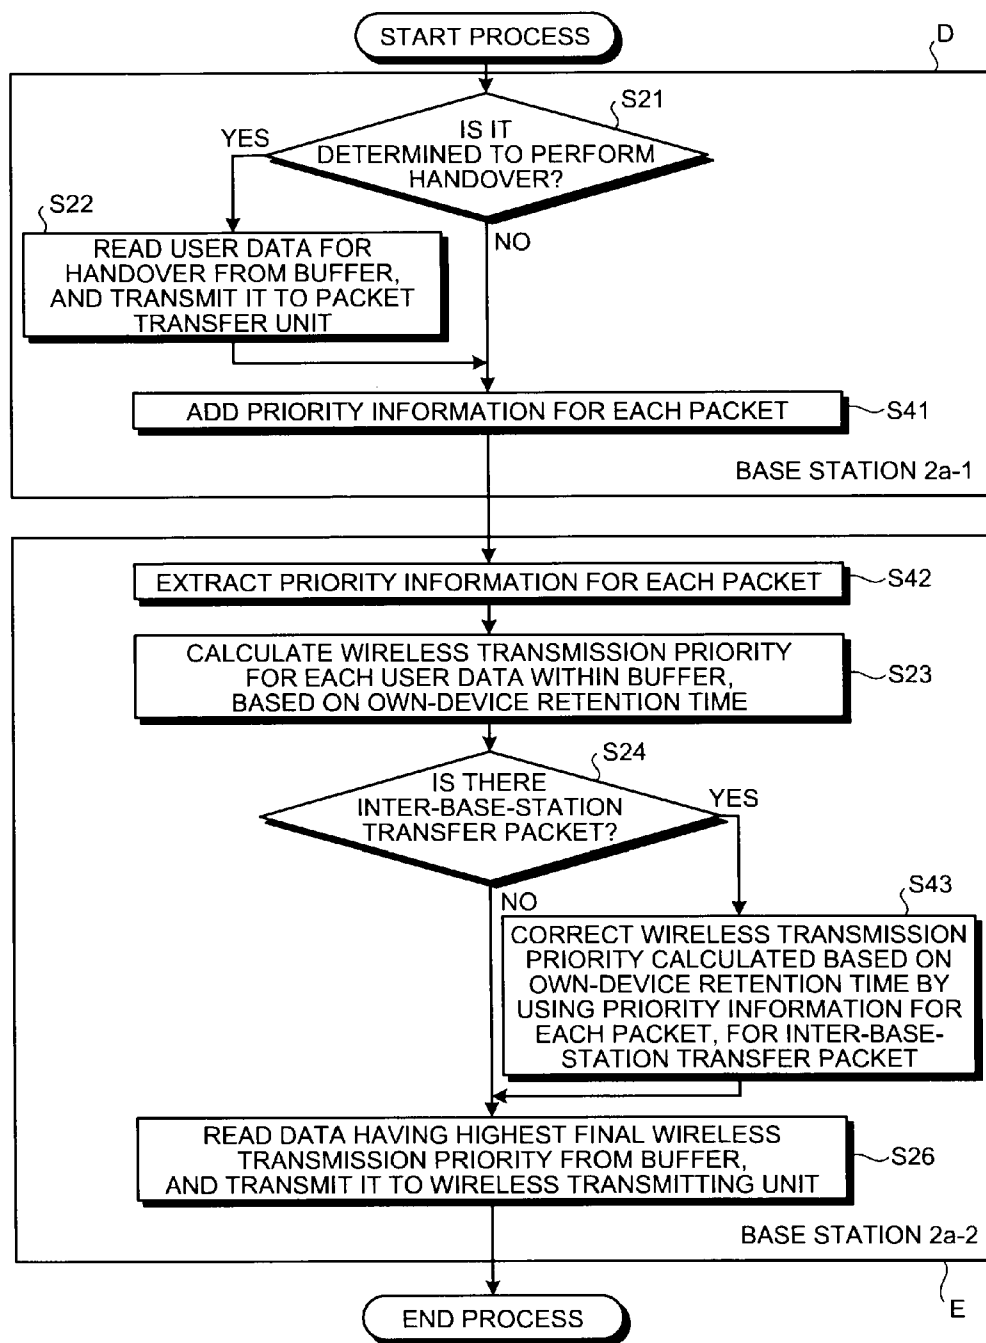 START PROCESS
D
S21
IS IT
DETERMINED TO PERFORM
HANDOVER?
YES
NO
S22
READ USER DATA FOR
HANDOVER FROM BUFFER,
AND TRANSMIT IT TO PACKET
TRANSFER UNIT
ADD PRIORITY INFORMATION FOR EACH PACKET
S41
BASE STATION 2a-1
EXTRACT PRIORITY INFORMATION FOR EACH PACKET
S42
CALCULATE WIRELESS TRANSMISSION PRIORITY
FOR EACH USER DATA WITHIN BUFFER,
BASED ON OWN-DEVICE RETENTION TIME
S23
S24
IS THERE
INTER-BASE-STATION
TRANSFER PACKET?
YES
NO
S43
CORRECT WIRELESS TRANSMISSION
PRIORITY CALCULATED BASED ON
OWN-DEVICE RETENTION TIME BY
USING PRIORITY INFORMATION FOR
EACH PACKET, FOR INTER-BASE-
STATION TRANSFER PACKET
READ DATA HAVING HIGHEST FINAL WIRELESS
TRANSMISSION PRIORITY FROM BUFFER,
AND TRANSMIT IT TO WIRELESS TRANSMITTING UNIT
S26
BASE STATION 2a-2
E
END PROCESS